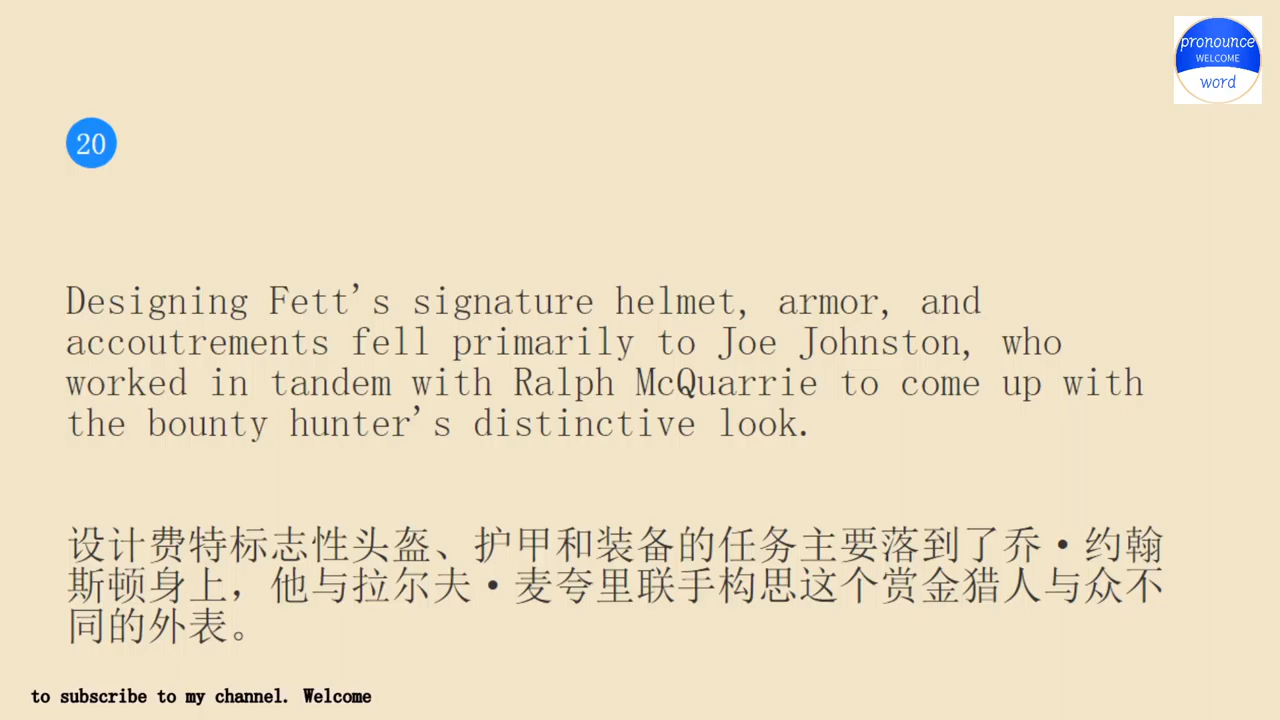 pronounce
WELCOME
word
20
Designing Fett's signature helmet, armor, and
accoutrements fell primarily to Joe Johnston, who
worked in tandem with Ralph McQuarrie to come up with
the bounty hunter's distinctive look.
设计费特标志性头盔、护甲和装备的任务主要落到了乔•约翰
斯顿身上，他与拉尔夫•麦夸里联手构思这个赏金猎人与众不
同的外表。
to subscribe to my channel. Welcome